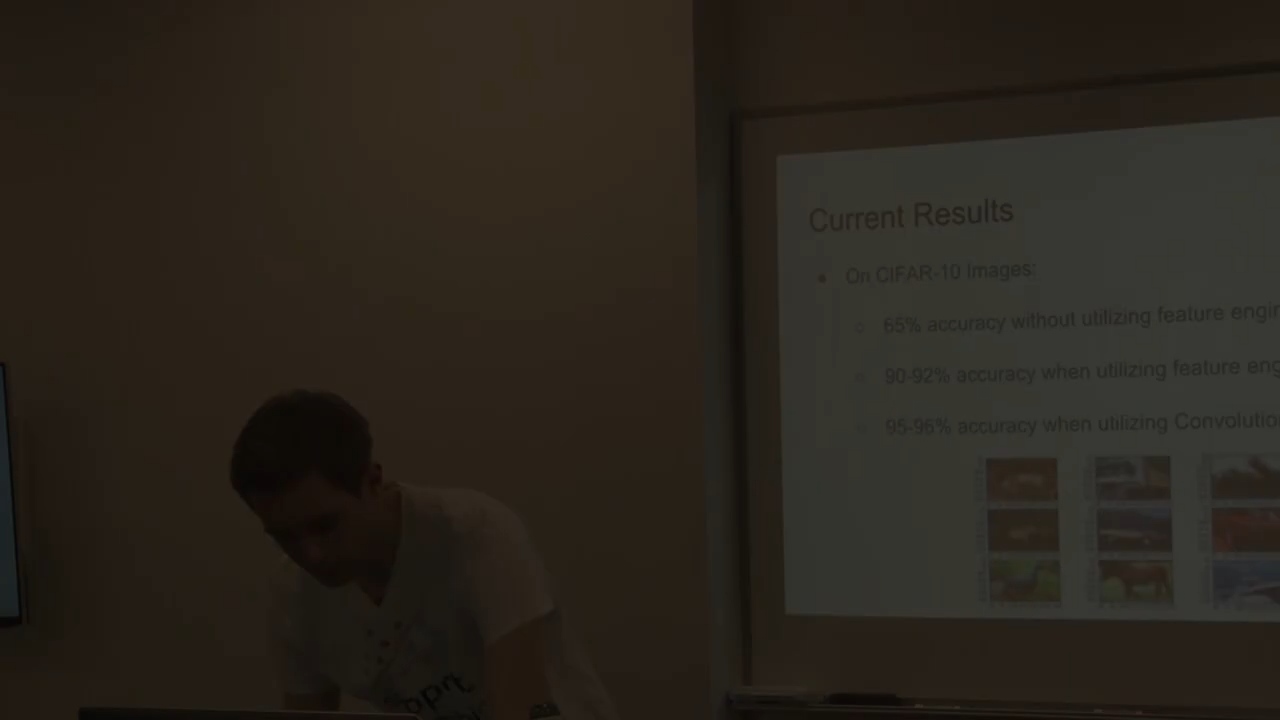 Current Results
On CIFAR-10 Images:
65% accuracy without utilizing feature
90-92% accuracy when utilizing feature
95-96% accuracy when utilizing